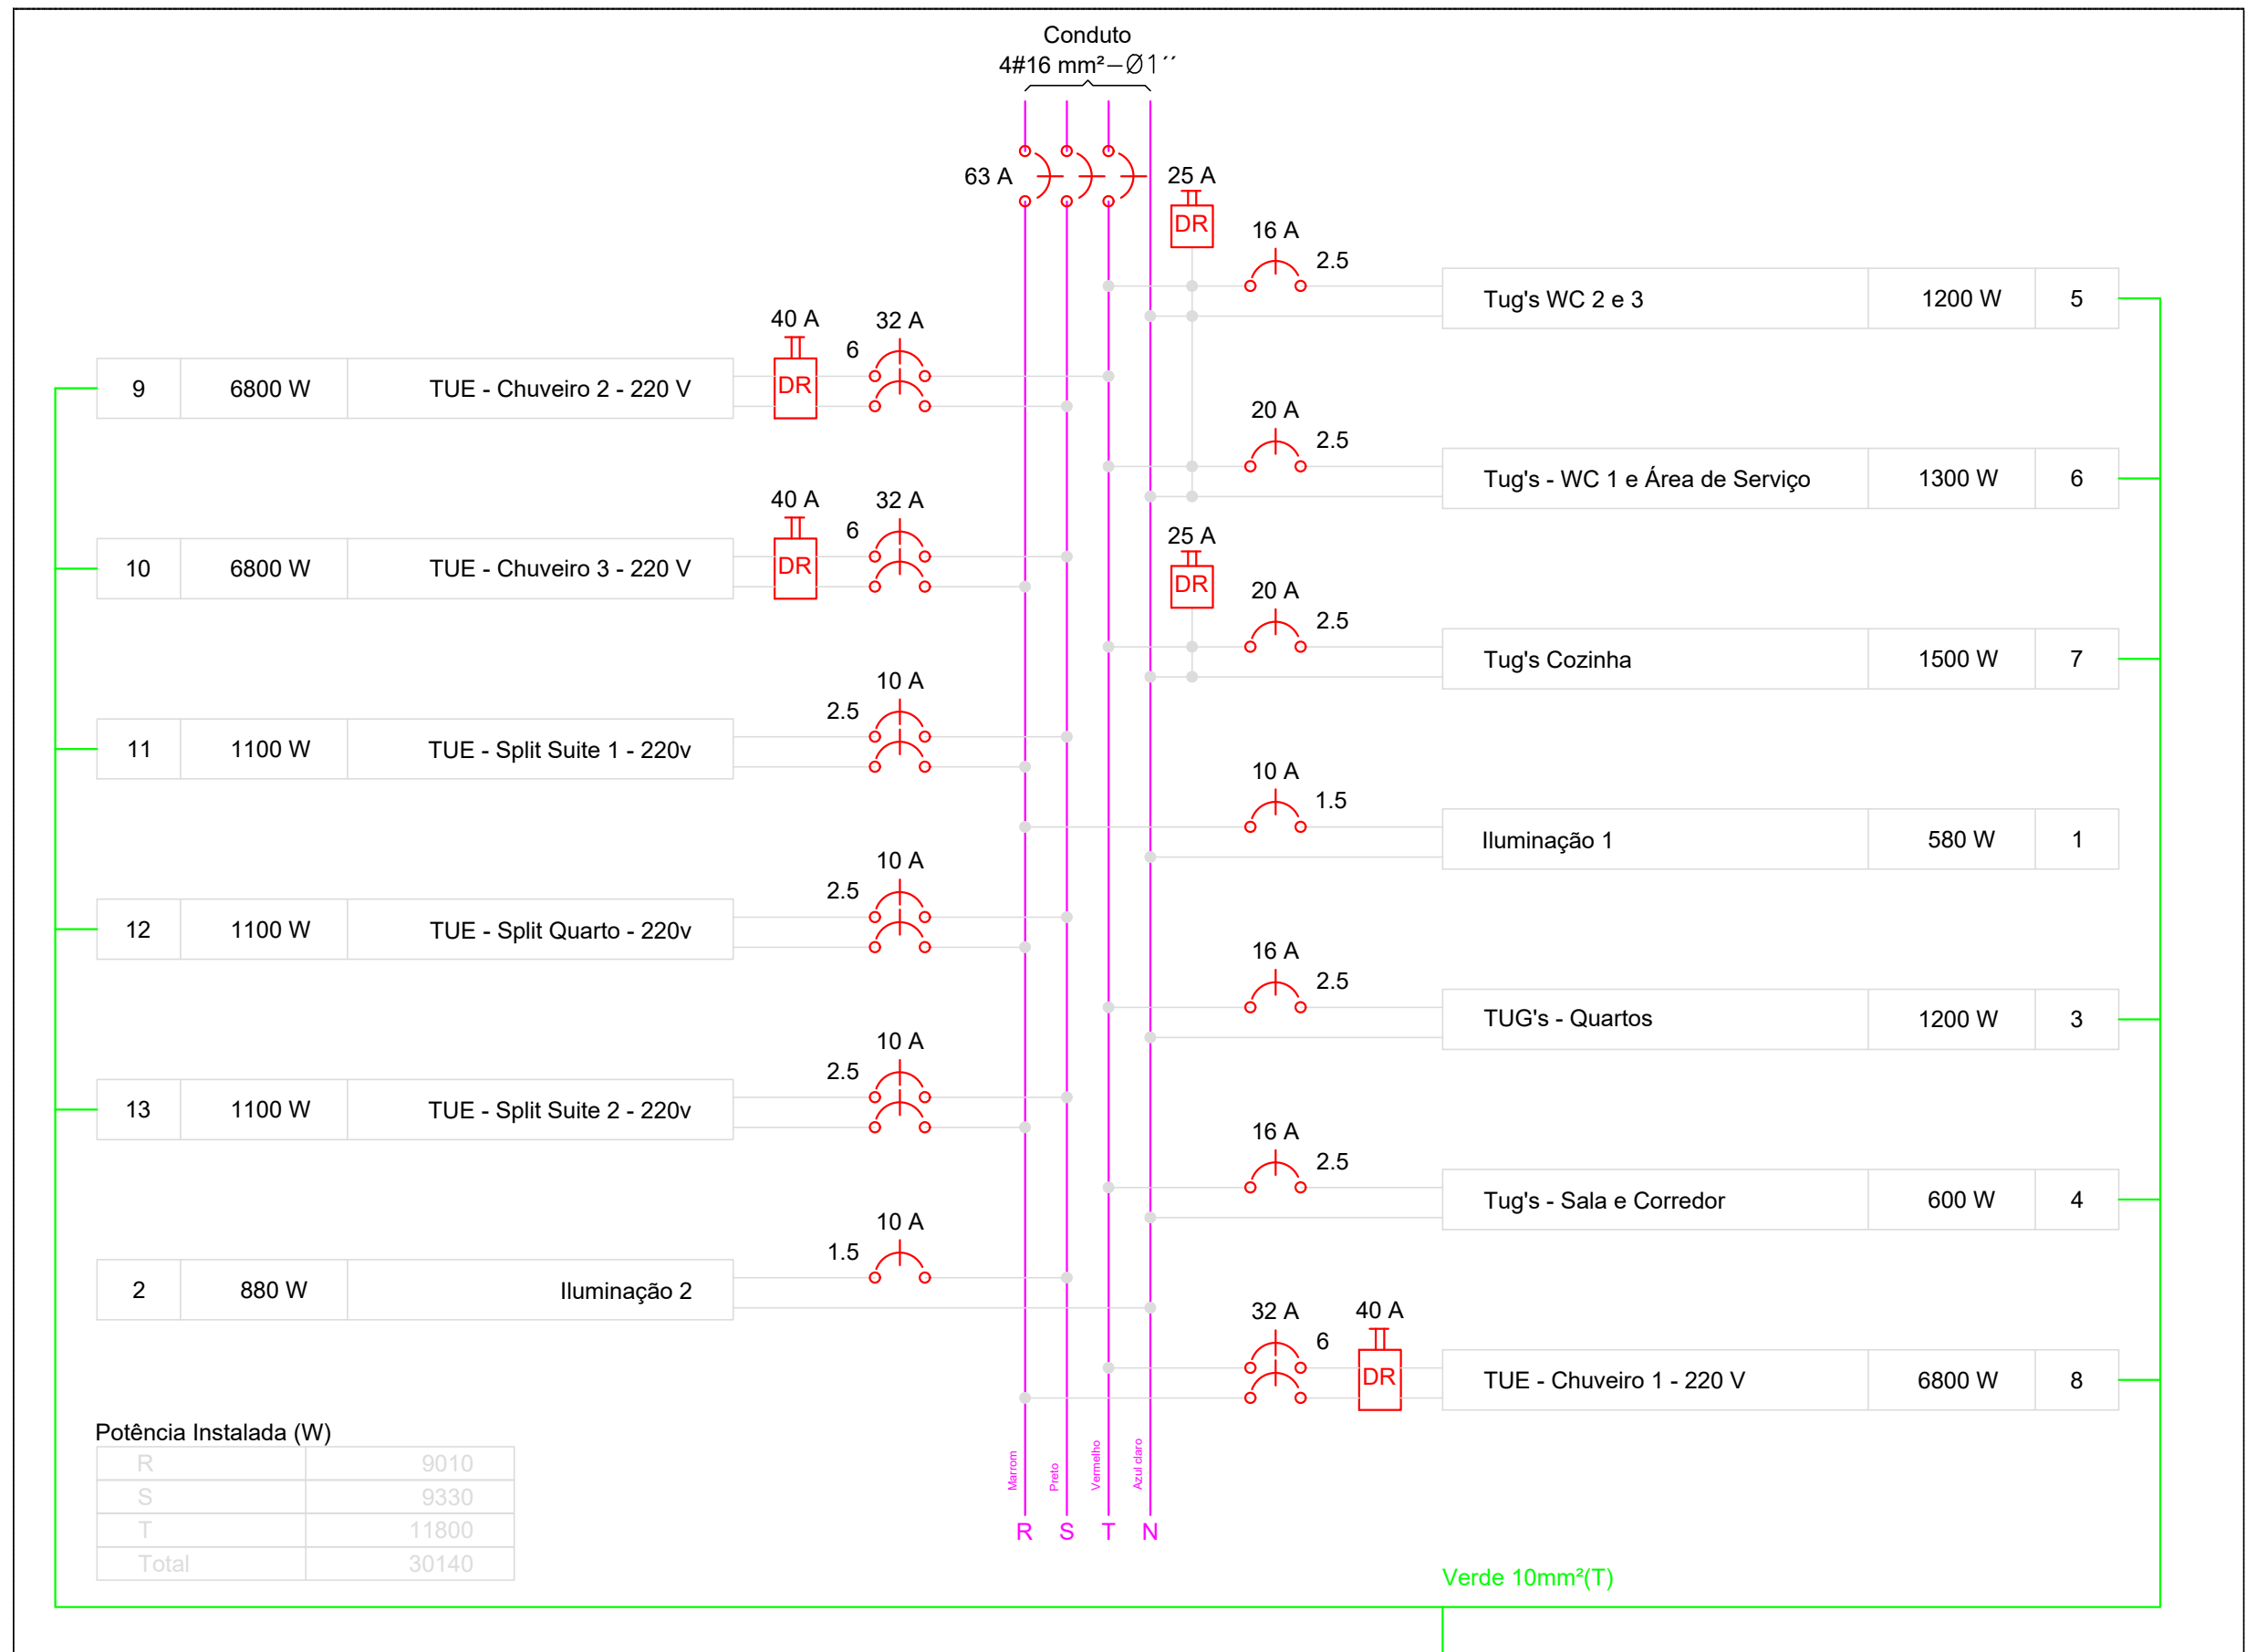 Conduto
4#16 mm²–Ø1´´
63 A
25 A
DR
16 A
2.5
Tug's WC 2 e 3 1200 W 5
40 A 32 A
6
DR
9 6800 W TUE - Chuveiro 2 - 220 V
20 A
2.5
Tug's - WC 1 e Área de Serviço 1300 W 6
40 A 32 A
6
DR
10 6800 W TUE - Chuveiro 3 - 220 V
25 A
DR
20 A
2.5
Tug's Cozinha 1500 W 7
10 A
2.5
11 1100 W TUE - Split Suite 1 - 220v
10 A
1.5
Iluminação 1 580 W 1
10 A
2.5
12 1100 W TUE - Split Quarto - 220v
16 A
2.5
TUG's - Quartos 1200 W 3
10 A
2.5
13 1100 W TUE - Split Suite 2 - 220v
16 A
2.5
Tug's - Sala e Corredor 600 W 4
10 A
1.5
2 880 W Iluminação 2
32 A 40 A
6
DR
TUE - Chuveiro 1 - 220 V 6800 W 8
Potência Instalada (W)
R 9010
S 9330
T 11800
Total 30140
Marrom
Preto
Vermelho
Azul claro
R S T N
Verde 10mm²(T)